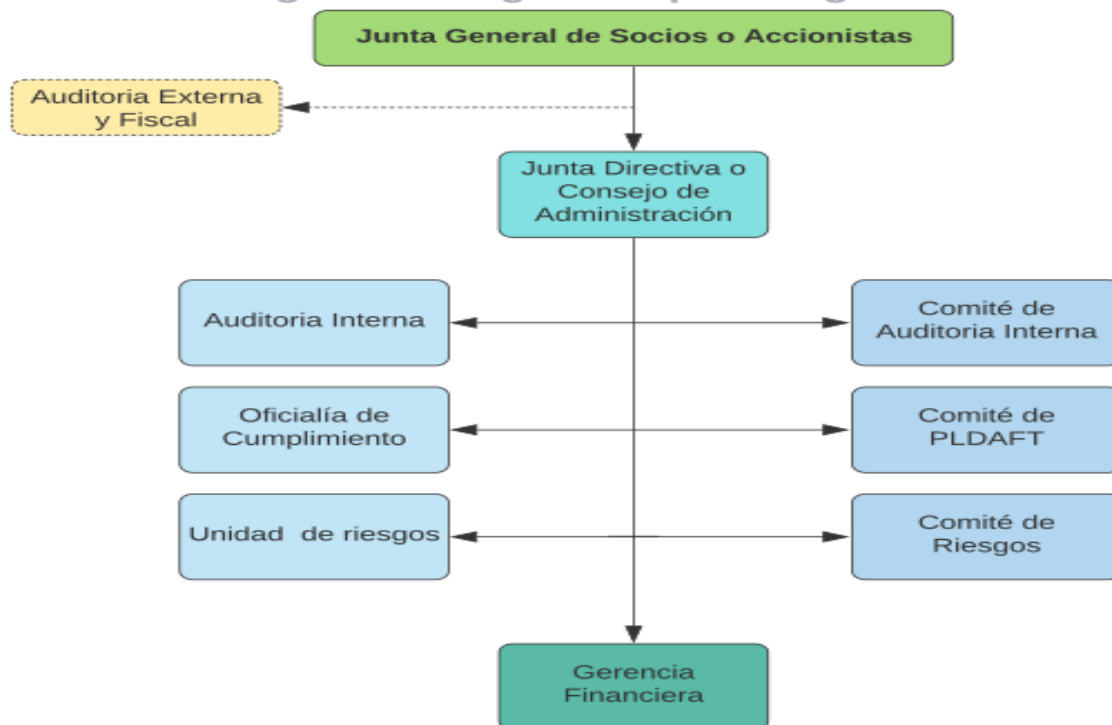 Junta General de Socios o Accionistas
Auditoria Externa
y Fiscal
Junta Directiva o
Consejo de
Administración
Auditoria Interna
Comité de
Auditoria Interna
Oficialía de
Cumplimiento
Comité de
PLDAFT
Unidad de riesgos
Comité de
Riesgos
Gerencia
Financiera